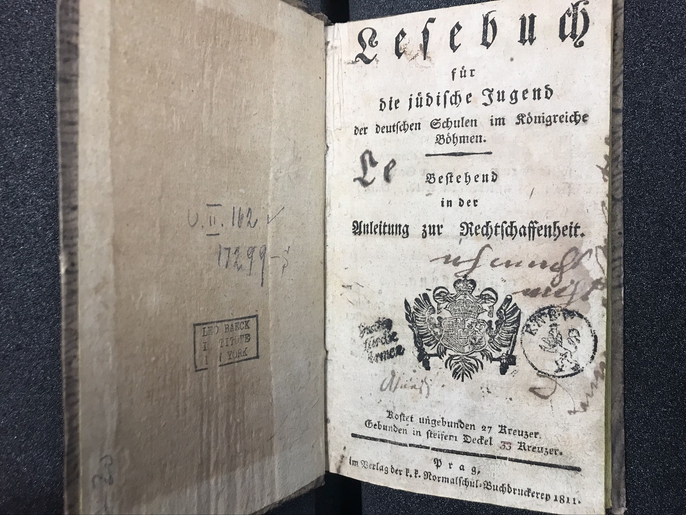 U. II. 162
17299
LEO BAECK
NEW YORK
Lesebuch
für
die jüdische Jugend
der deutschen Schulen im Königreiche
Böhmen.
Le
Bestehend
in der
Anleitung zur Rechtschaffenheit.
Kostet ungebunden 27 Kreuzer.
Gebunden in steifem Deckel 33 Kreuzer.
Prag,
Im Verlag der k. k. Normalschul-Buchdruckerey 1811.